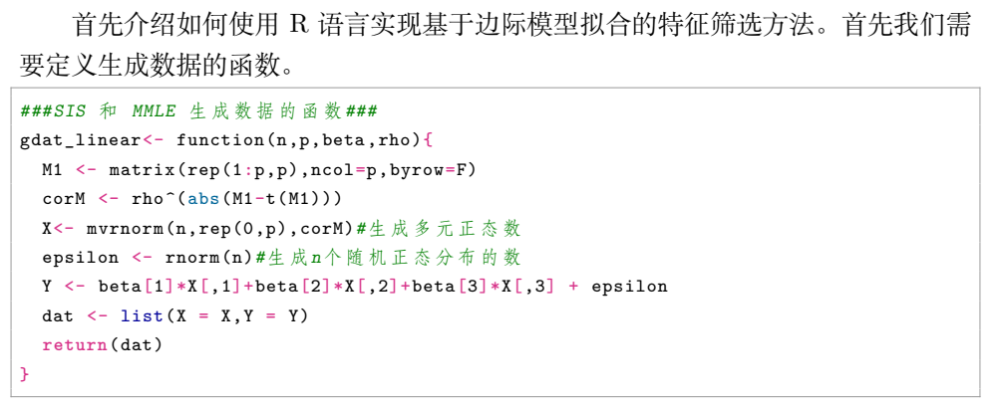 首先介绍如何使用 R 语言实现基于边际模型拟合的特征筛选方法。首先我们需
要定义生成数据的函数。
###SIS 和 MMLE 生成数据的函数###
gdat_linear<- function(n,p,beta,rho){
  M1 <- matrix(rep(1:p,p),ncol=p,byrow=F)
  corM <- rho^(abs(M1-t(M1)))
  X<- mvrnorm(n,rep(0,p),corM)#生成多元正态数
  epsilon <- rnorm(n)#生成n个随机正态分布的数
  Y <- beta[1]*X[,1]+beta[2]*X[,2]+beta[3]*X[,3] + epsilon
  dat <- list(X = X,Y = Y)
  return(dat)
}